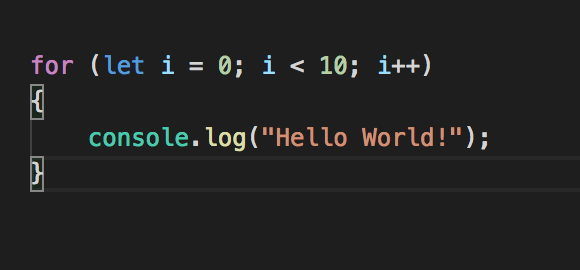 for (let i = 0; i < 10; i++)
{
    console.log("Hello World!");
}